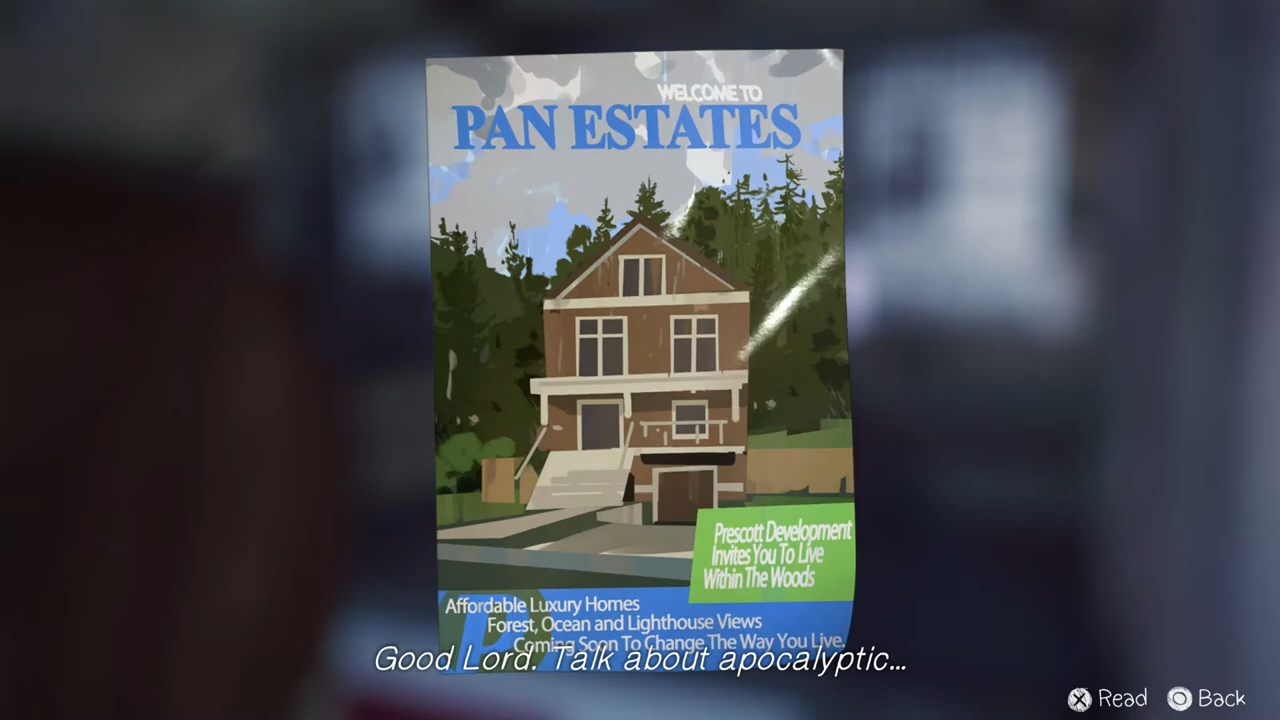 WELCOME TO
PAN ESTATES
Prescott Development
Invites You To Live
Within The Woods
Affordable Luxury Homes
Forest, Ocean and Lighthouse Views
Coming Soon To Change The Way You Live.
Good Lord. Talk about apocalyptic...
Read
Back